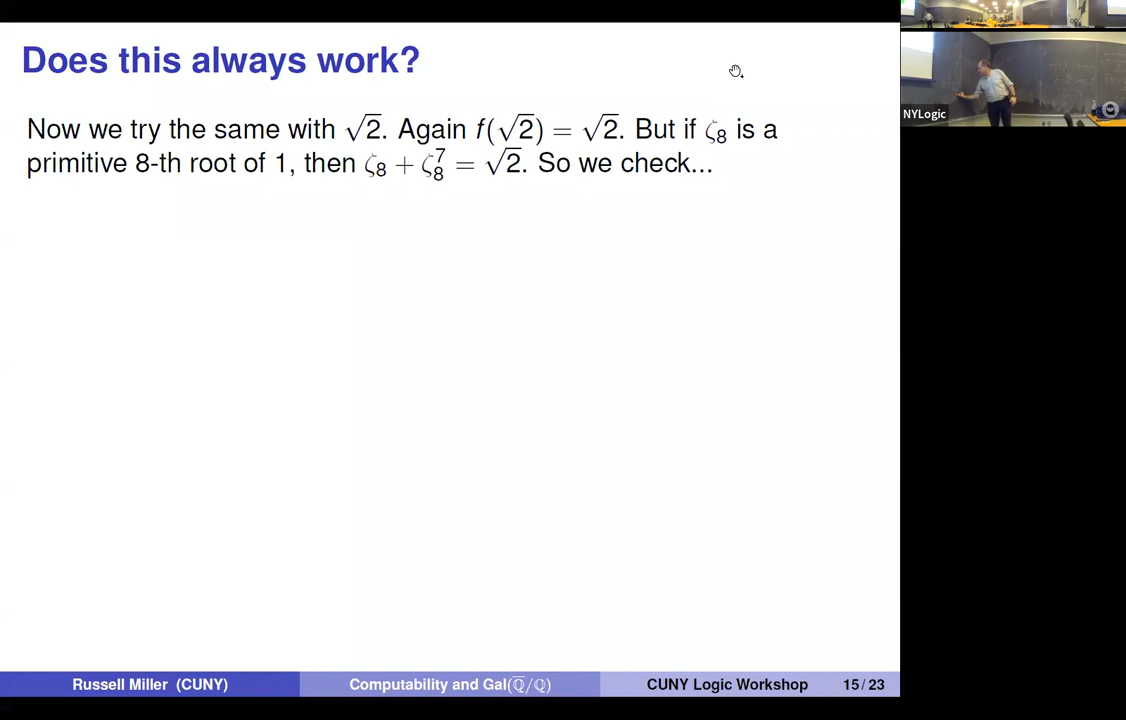 Does this always work?
Now we try the same with √2. Again f(√2) = √2. But if ζ₈ is a
primitive 8-th root of 1, then ζ₈ + ζ₈⁷ = √2. So we check...
NYLogic
Russell Miller (CUNY) Computability and Gal(ℚ̅/ℚ) CUNY Logic Workshop 15 / 23